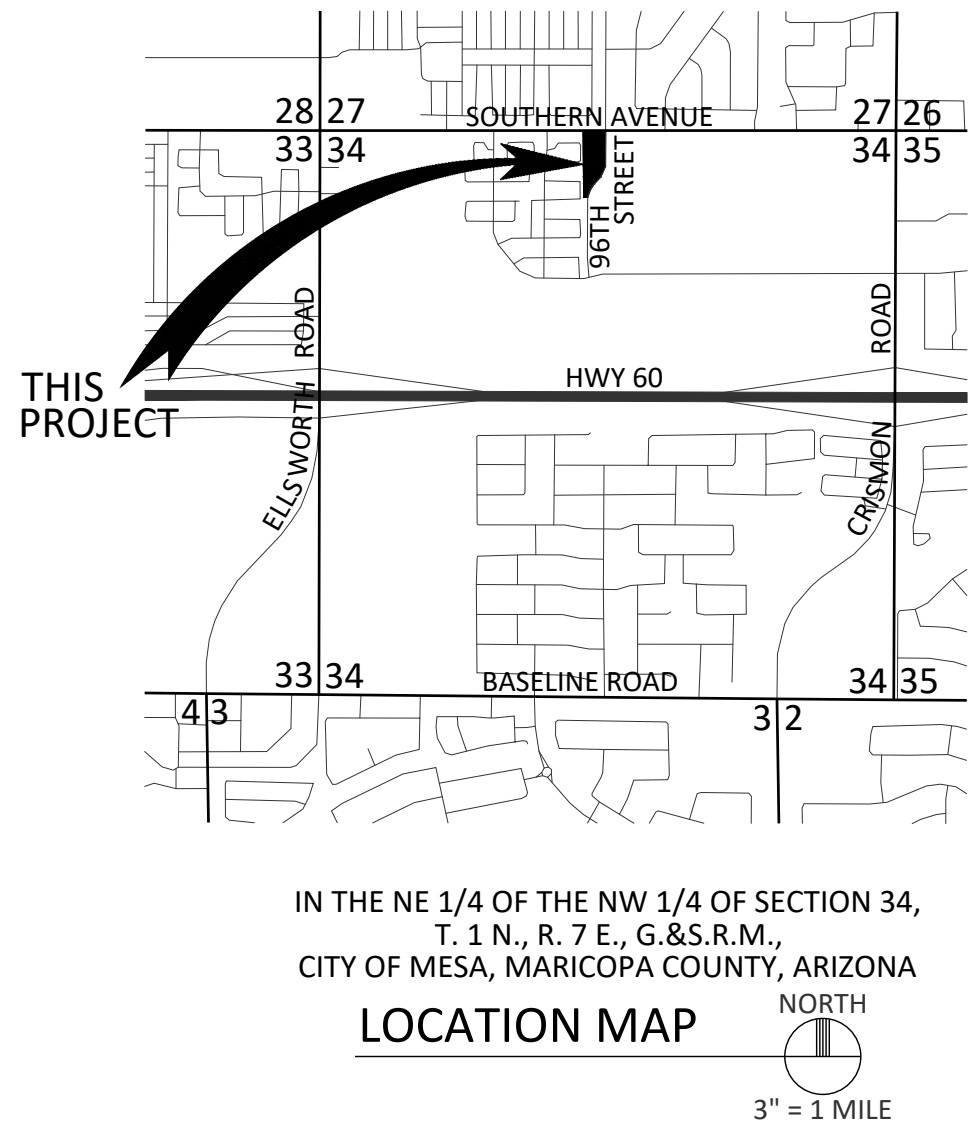 28 27
SOUTHERN AVENUE
27 26
33 34
34 35
96TH
STREET
ELLSWORTH ROAD
CRISMON ROAD
HWY 60
THIS
PROJECT
33 34
BASELINE ROAD
34 35
4 3
3 2
IN THE NE 1/4 OF THE NW 1/4 OF SECTION 34,
T. 1 N., R. 7 E., G.&S.R.M.,
CITY OF MESA, MARICOPA COUNTY, ARIZONA
LOCATION MAP
NORTH
3" = 1 MILE